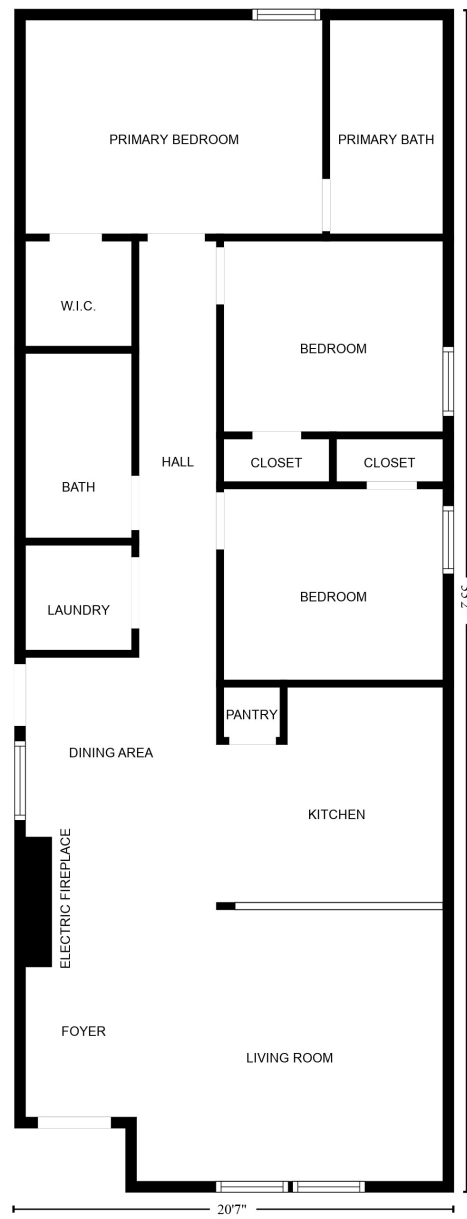 PRIMARY BEDROOM
PRIMARY BATH
W.I.C.
BEDROOM
HALL
CLOSET
CLOSET
BATH
BEDROOM
LAUNDRY
PANTRY
DINING AREA
KITCHEN
ELECTRIC FIREPLACE
FOYER
LIVING ROOM
20'7"